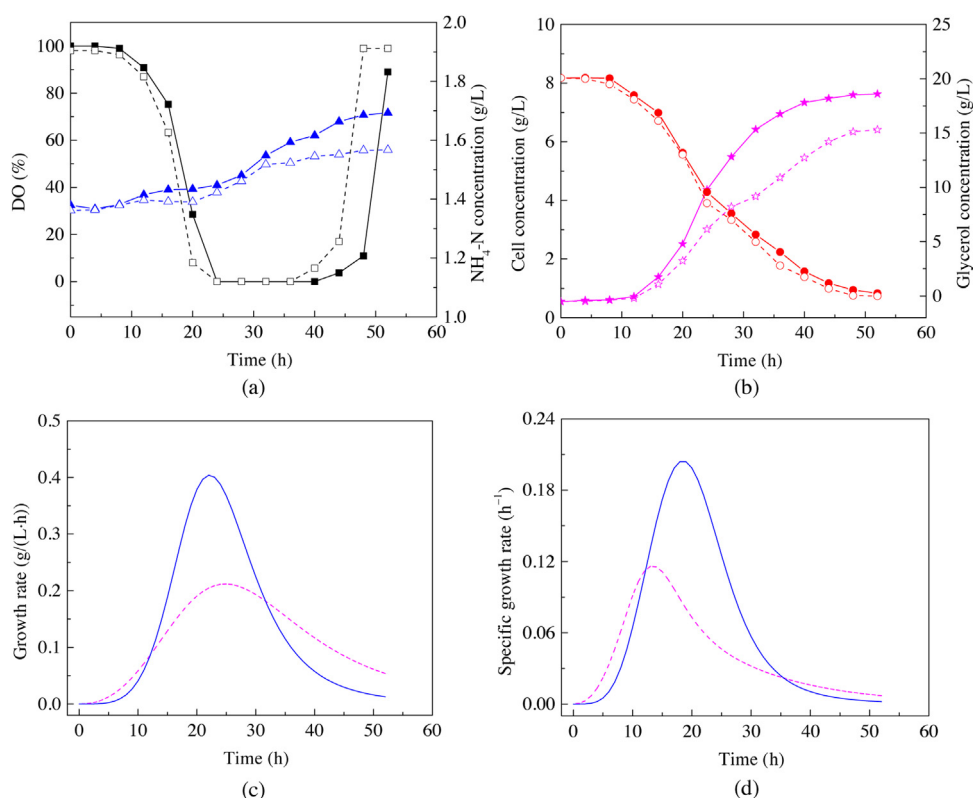 DO (%)
100
80
60
40
20
0
2.0
1.8
1.6
1.4
1.2
1.0
NH4-N concentration (g/L)
0 10 20 30 40 50 60
Time (h)
(a)
Cell concentration (g/L)
10
8
6
4
2
0
25
20
15
10
5
0
Glycerol concentration (g/L)
0 10 20 30 40 50 60
Time (h)
(b)
Growth rate (g/(L·h))
0.5
0.4
0.3
0.2
0.1
0.0
0 10 20 30 40 50 60
Time (h)
(c)
Specific growth rate (h⁻¹)
0.24
0.18
0.12
0.06
0.00
0 10 20 30 40 50 60
Time (h)
(d)